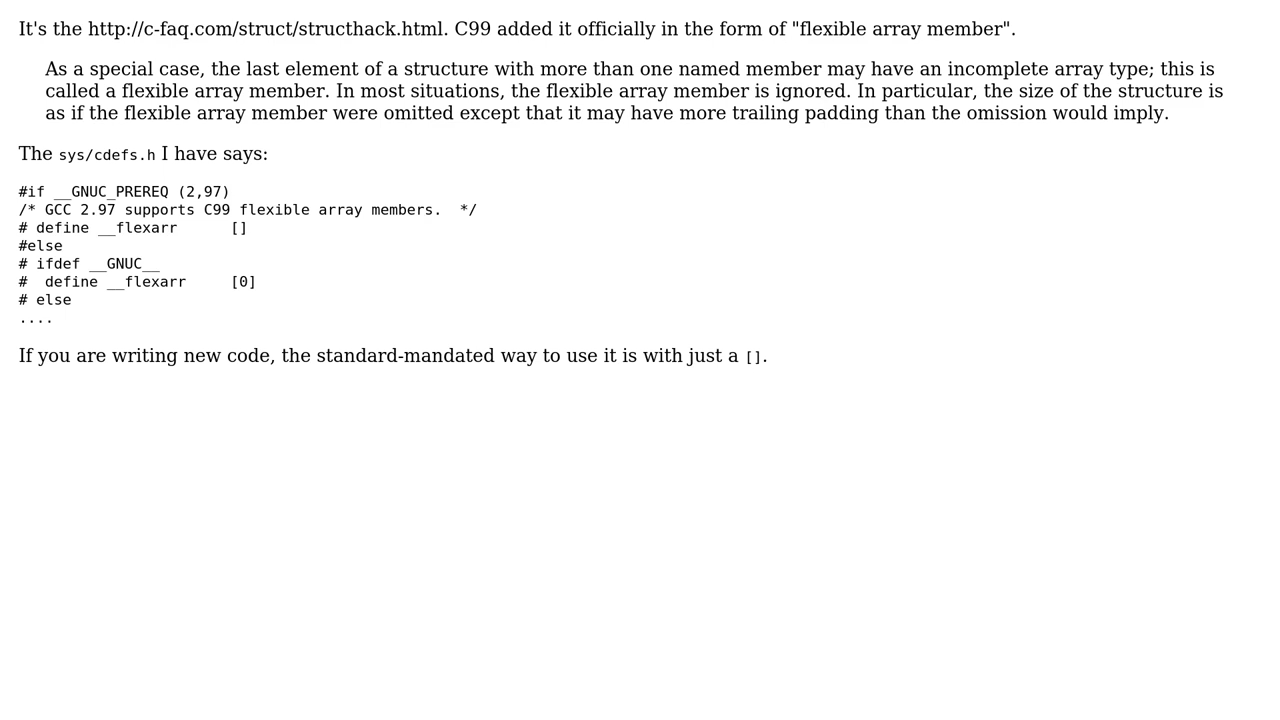 It's the http://c-faq.com/struct/structhack.html. C99 added it officially in the form of "flexible array member".
As a special case, the last element of a structure with more than one named member may have an incomplete array type; this is
called a flexible array member. In most situations, the flexible array member is ignored. In particular, the size of the structure is
as if the flexible array member were omitted except that it may have more trailing padding than the omission would imply.
The sys/cdefs.h I have says:
#if __GNUC_PREREQ (2,97)
/* GCC 2.97 supports C99 flexible array members.  */
# define __flexarr      []
#else
# ifdef __GNUC__
#  define __flexarr     [0]
# else
....
If you are writing new code, the standard-mandated way to use it is with just a [].